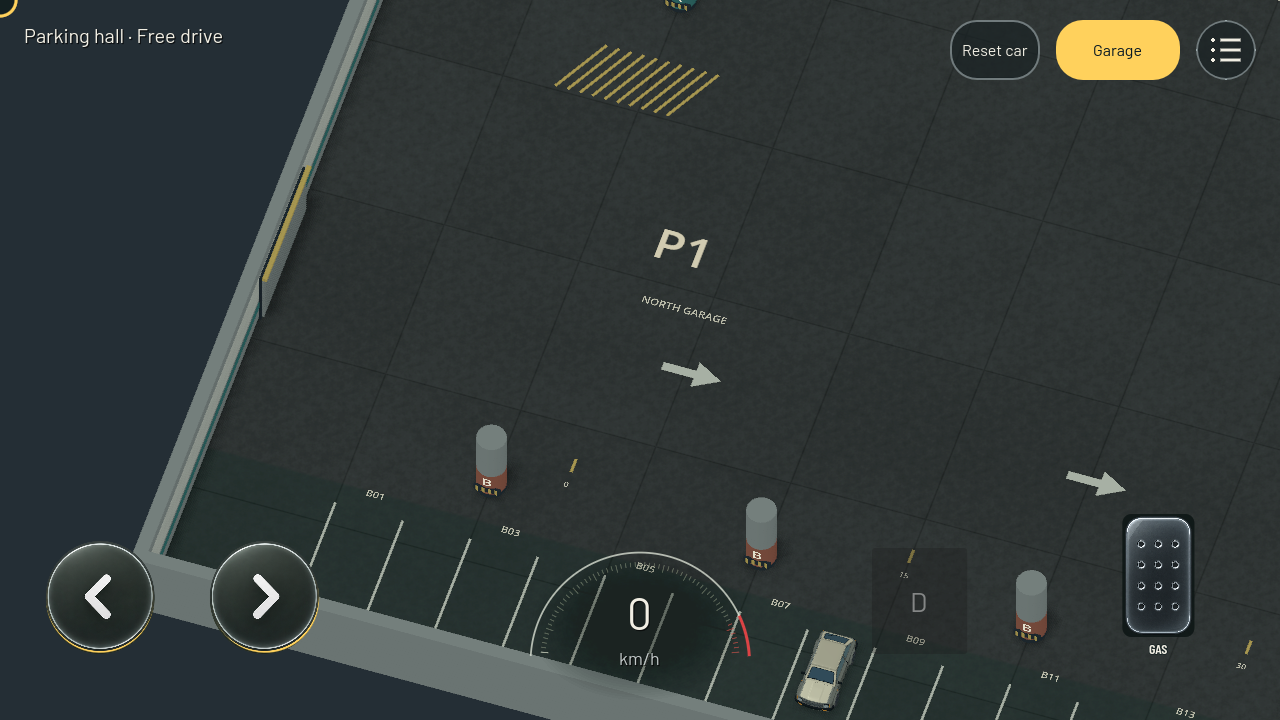 Parking hall · Free drive
Reset car
Garage
P1
NORTH GARAGE
B01
B
0
B03
B
B05
0
km/h
B07
15
D
B09
B
B11
GAS
30
B13